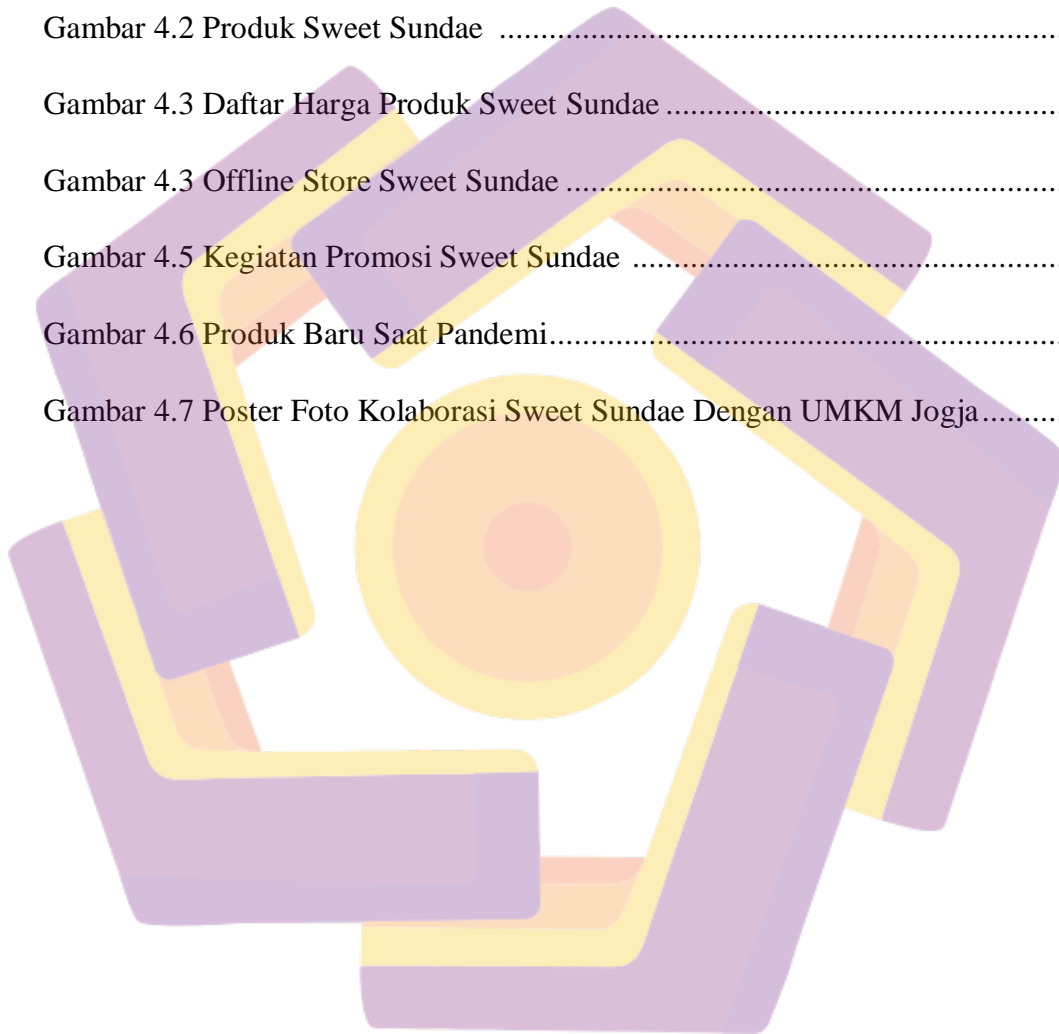 Gambar 4.2 Produk Sweet Sundae ........................................................................
Gambar 4.3 Daftar Harga Produk Sweet Sundae ..................................................
Gambar 4.3 Offline Store Sweet Sundae ...............................................................
Gambar 4.5 Kegiatan Promosi Sweet Sundae ......................................................
Gambar 4.6 Produk Baru Saat Pandemi.................................................................
Gambar 4.7 Poster Foto Kolaborasi Sweet Sundae Dengan UMKM Jogja..........